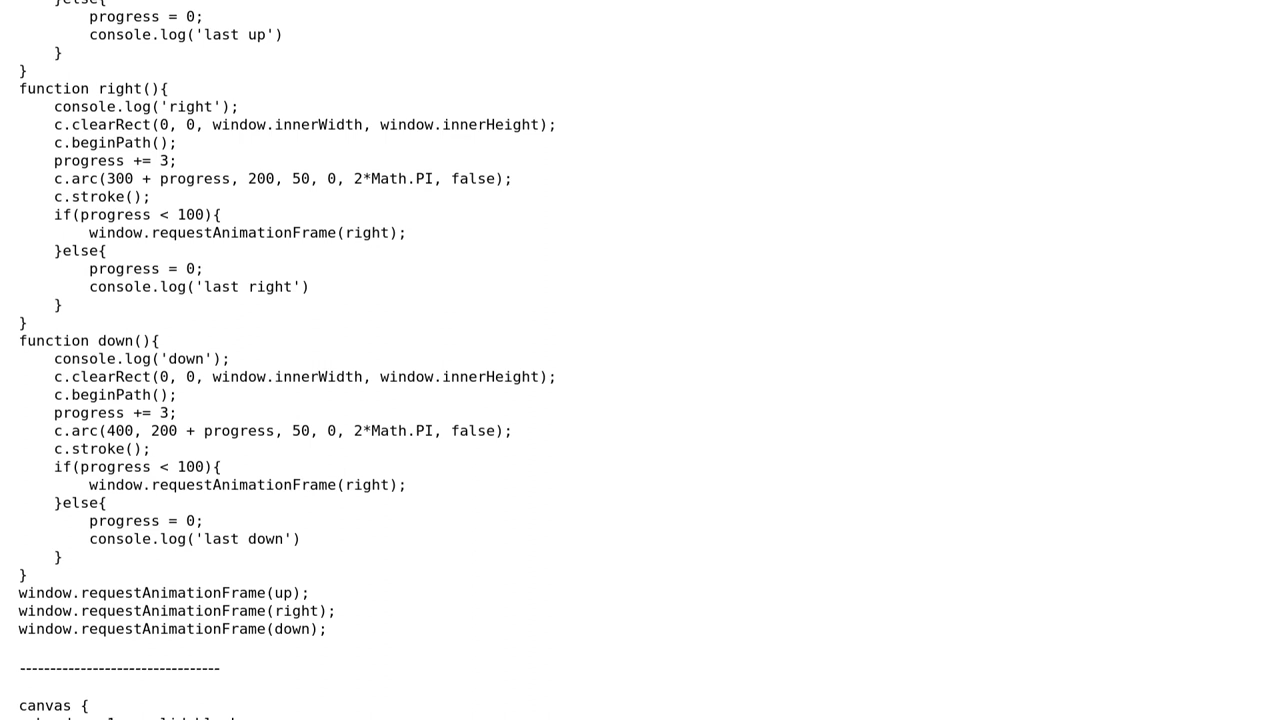 }else{
        progress = 0;
        console.log('last up')
    }
}
function right(){
    console.log('right');
    c.clearRect(0, 0, window.innerWidth, window.innerHeight);
    c.beginPath();
    progress += 3;
    c.arc(300 + progress, 200, 50, 0, 2*Math.PI, false);
    c.stroke();
    if(progress < 100){
        window.requestAnimationFrame(right);
    }else{
        progress = 0;
        console.log('last right')
    }
}
function down(){
    console.log('down');
    c.clearRect(0, 0, window.innerWidth, window.innerHeight);
    c.beginPath();
    progress += 3;
    c.arc(400, 200 + progress, 50, 0, 2*Math.PI, false);
    c.stroke();
    if(progress < 100){
        window.requestAnimationFrame(right);
    }else{
        progress = 0;
        console.log('last down')
    }
}
window.requestAnimationFrame(up);
window.requestAnimationFrame(right);
window.requestAnimationFrame(down);

---------------------------------

canvas {